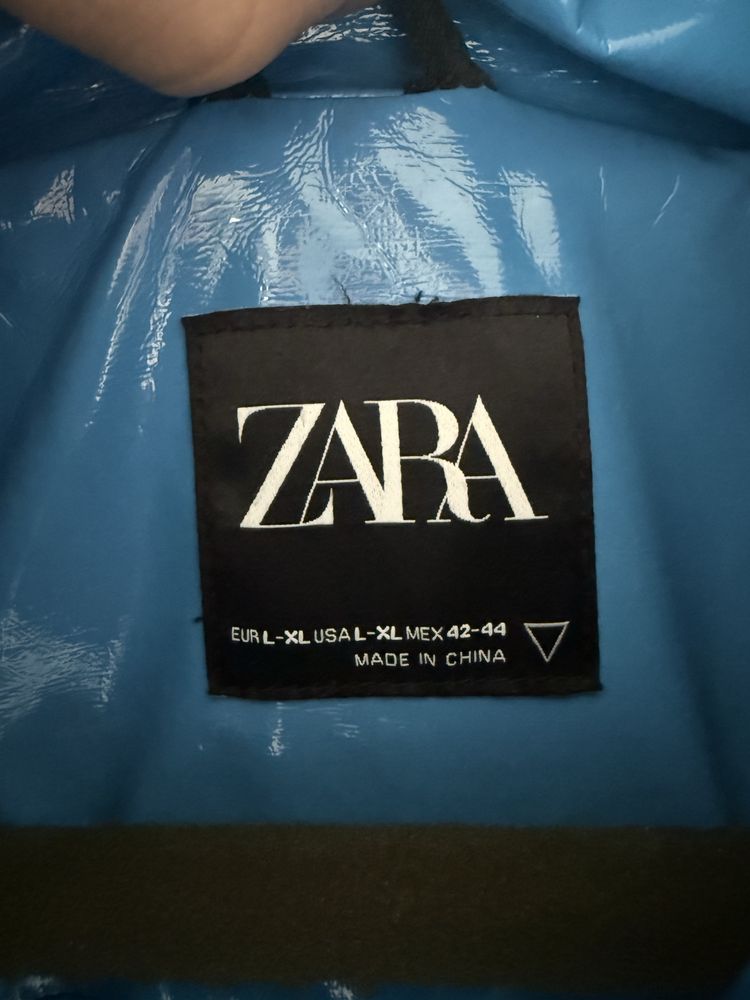 ZARA
EUR L-XL USA L-XL MEX 42-44
MADE IN CHINA